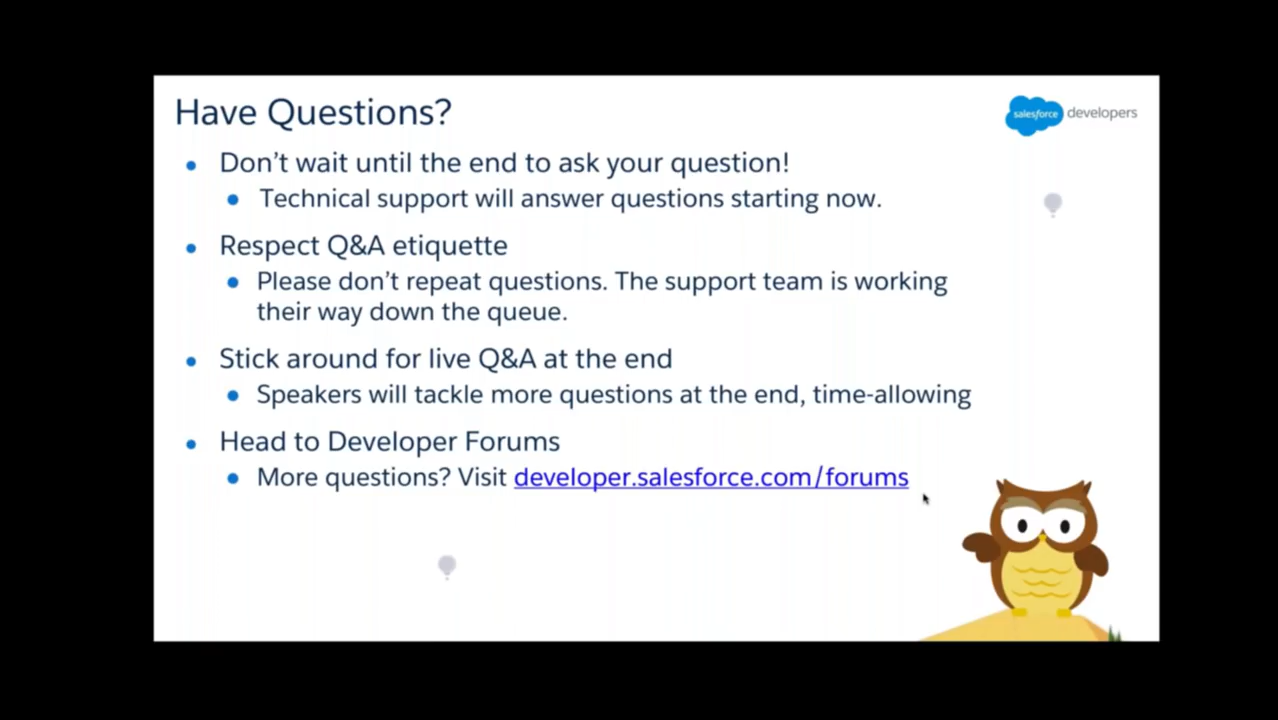 Have Questions?
salesforce developers
Don't wait until the end to ask your question!
Technical support will answer questions starting now.
Respect Q&A etiquette
Please don't repeat questions. The support team is working
their way down the queue.
Stick around for live Q&A at the end
Speakers will tackle more questions at the end, time-allowing
Head to Developer Forums
More questions? Visit developer.salesforce.com/forums